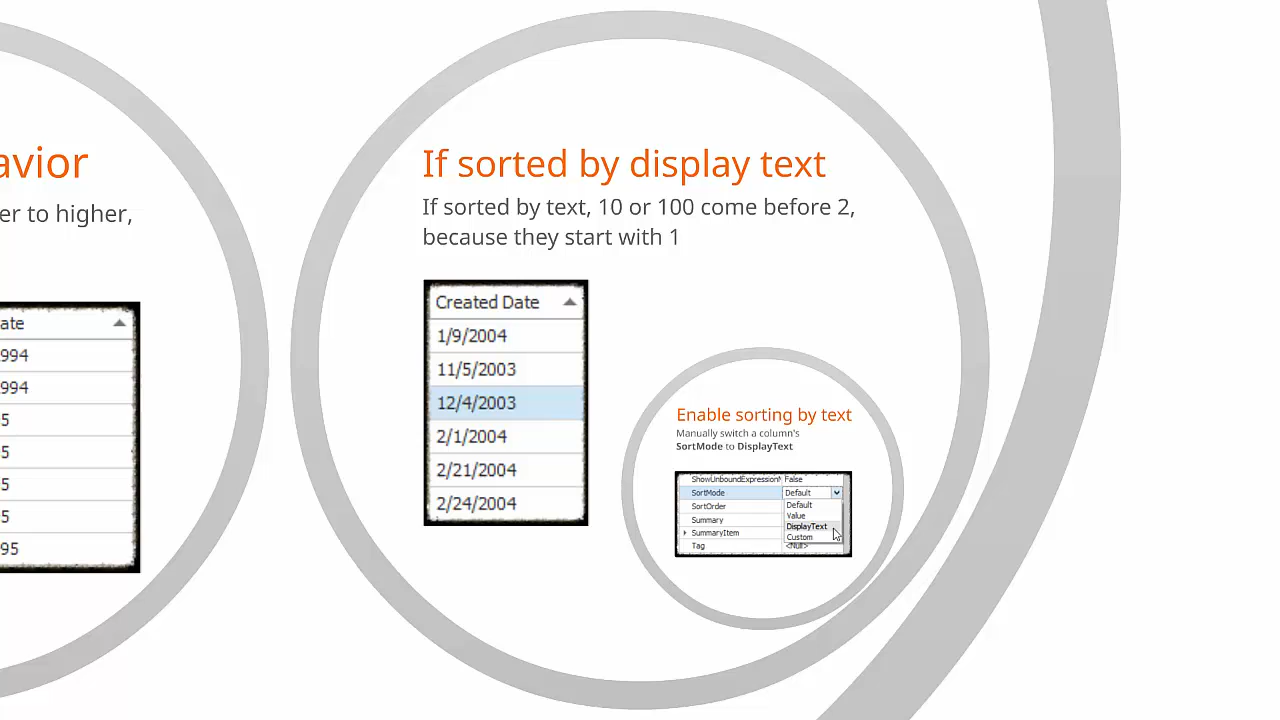 avior
er to higher,
ate
994
994
5
5
5
5
95
If sorted by display text
If sorted by text, 10 or 100 come before 2,
because they start with 1
Created Date
1/9/2004
11/5/2003
12/4/2003
2/1/2004
2/21/2004
2/24/2004
Enable sorting by text
Manually switch a column's
SortMode to DisplayText
ShowUnboundExpressionM False
SortMode Default
SortOrder Default
Summary Value
DisplayText
SummaryItem Custom
Tag <Null>